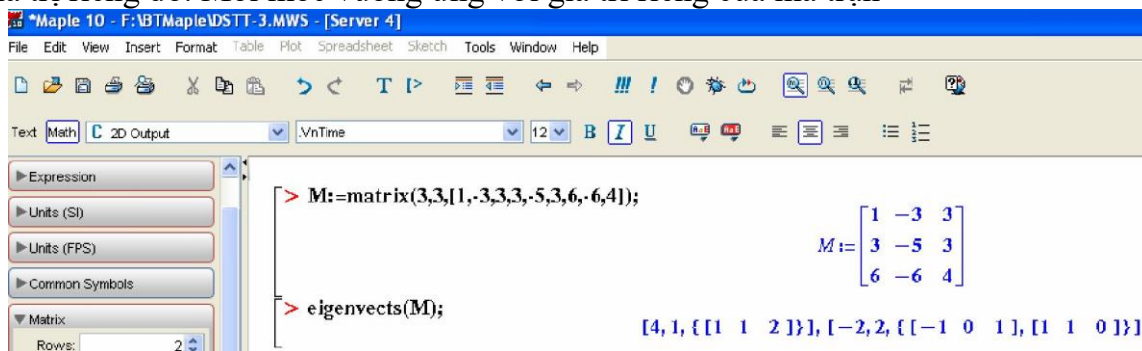 *Maple 10 - F:\BTMaple\DSTT-3.MWS - [Server 4]
File Edit View Insert Format Table Plot Spreadsheet Sketch Tools Window Help
Text Math C 2D Output .VnTime 12 B I U
Expression
Units (SI)
Units (FPS)
Common Symbols
Matrix
Rows: 2
> M:=matrix(3,3,[1,-3,3,3,-5,3,6,-6,4]);
M := [1 -3 3
3 -5 3
6 -6 4]
> eigenvects(M);
[4, 1, {[1 1 2]}], [-2, 2, {[-1 0 1], [1 1 0]}]